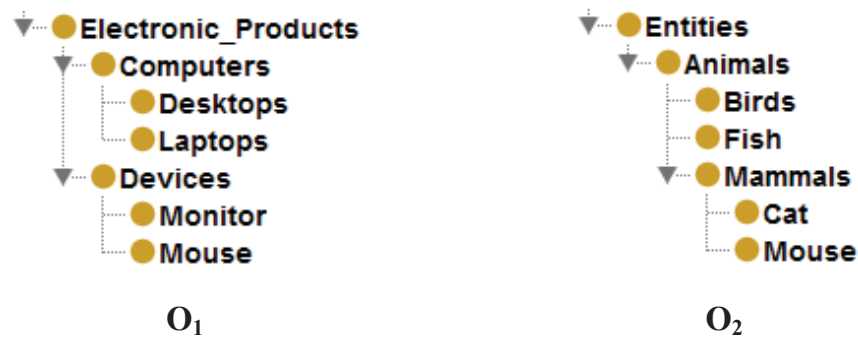 Electronic_Products
Computers
Desktops
Laptops
Devices
Monitor
Mouse
O₁
Entities
Animals
Birds
Fish
Mammals
Cat
Mouse
O₂